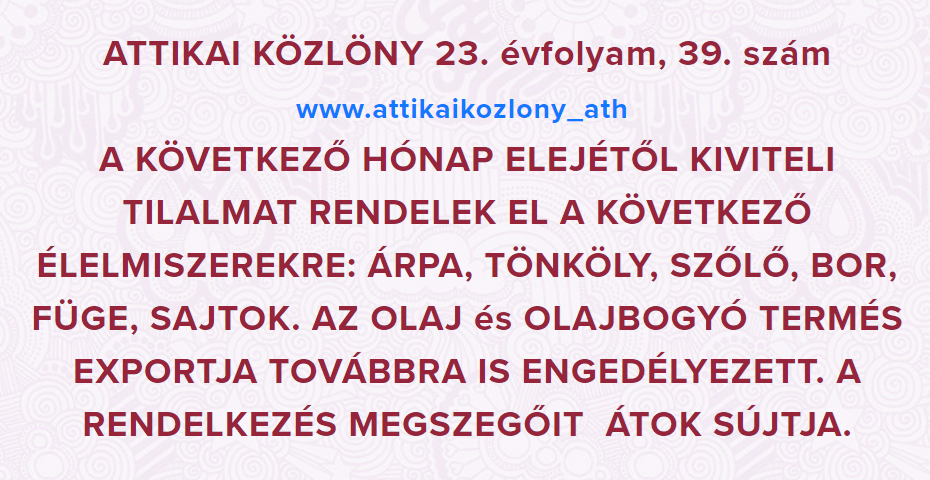 ATTIKAI KÖZLÖNY 23. évfolyam, 39. szám
www.attikaikozlony_ath
A KÖVETKEZŐ HÓNAP ELEJÉTŐL KIVITELI
TILALMAT RENDELEK EL A KÖVETKEZŐ
ÉLELMISZEREKRE: ÁRPA, TÖNKÖLY, SZŐLŐ, BOR,
FÜGE, SAJTOK. AZ OLAJ és OLAJBOGYÓ TERMÉS
EXPORTJA TOVÁBBRA IS ENGEDÉLYEZETT. A
RENDELKEZÉS MEGSZEGŐIT  ÁTOK SÚJTJA.